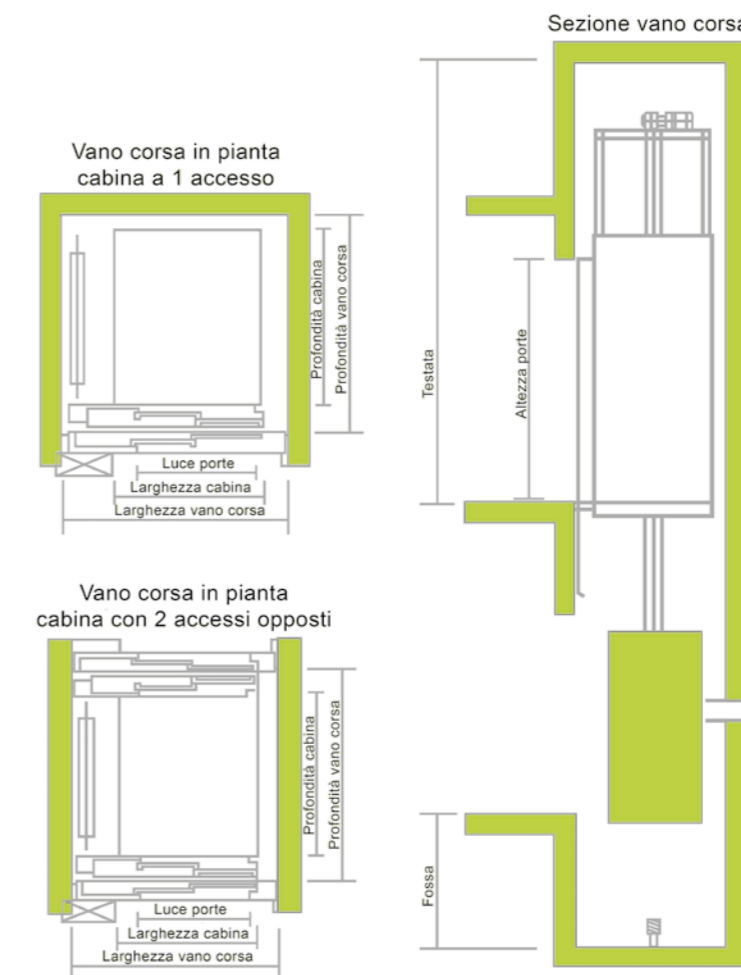 Sezione vano corsa
Vano corsa in pianta
cabina a 1 accesso
Profondità cabina
Profondità vano corsa
Luce porte
Larghezza cabina
Larghezza vano corsa
Testata
Altezza porte
Vano corsa in pianta
cabina con 2 accessi opposti
Profondità cabina
Profondità vano corsa
Luce porte
Larghezza cabina
Larghezza vano corsa
Fossa